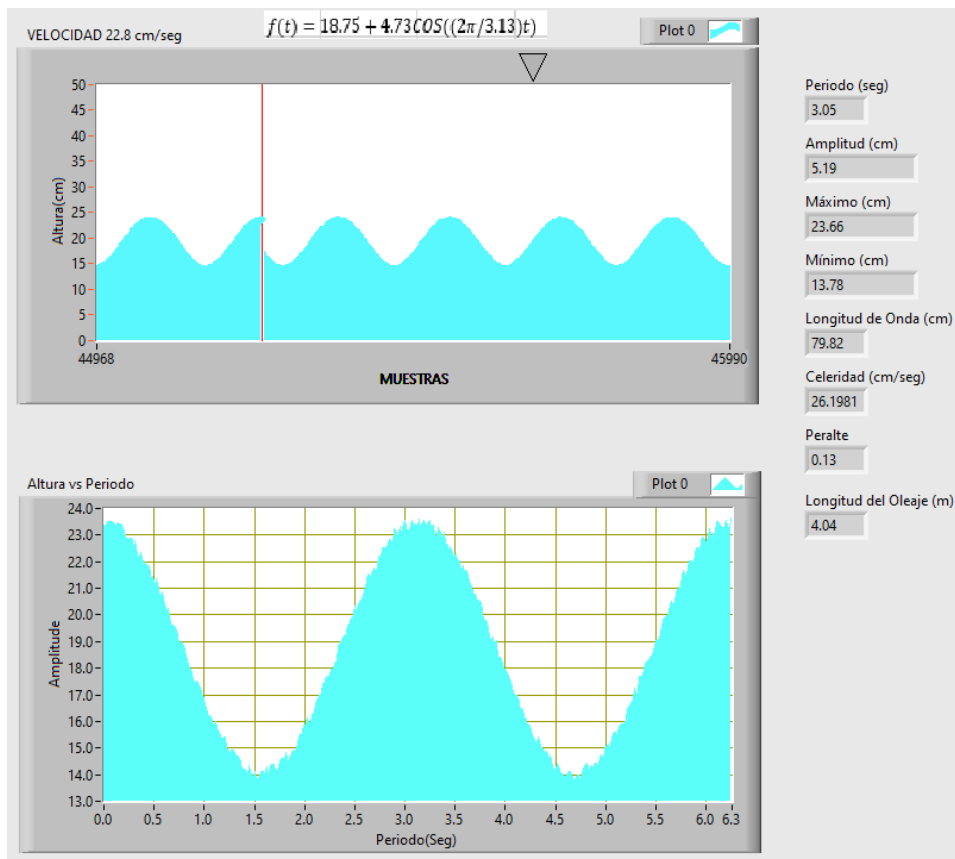 VELOCIDAD 22.8 cm/seg
f(t) = 18.75 + 4.73COS((2π/3.13)t)
Plot 0
Altura(cm)
50
45
40
35
30
25
20
15
10
5
0
44968
45990
MUESTRAS
Periodo (seg)
3.05
Amplitud (cm)
5.19
Máximo (cm)
23.66
Mínimo (cm)
13.78
Longitud de Onda (cm)
79.82
Celeridad (cm/seg)
26.1981
Peralte
0.13
Longitud del Oleaje (m)
4.04
Altura vs Periodo
Plot 0
Amplitude
24.0
23.0
22.0
21.0
20.0
19.0
18.0
17.0
16.0
15.0
14.0
13.0
0.0 0.5 1.0 1.5 2.0 2.5 3.0 3.5 4.0 4.5 5.0 5.5 6.0 6.3
Periodo(Seg)